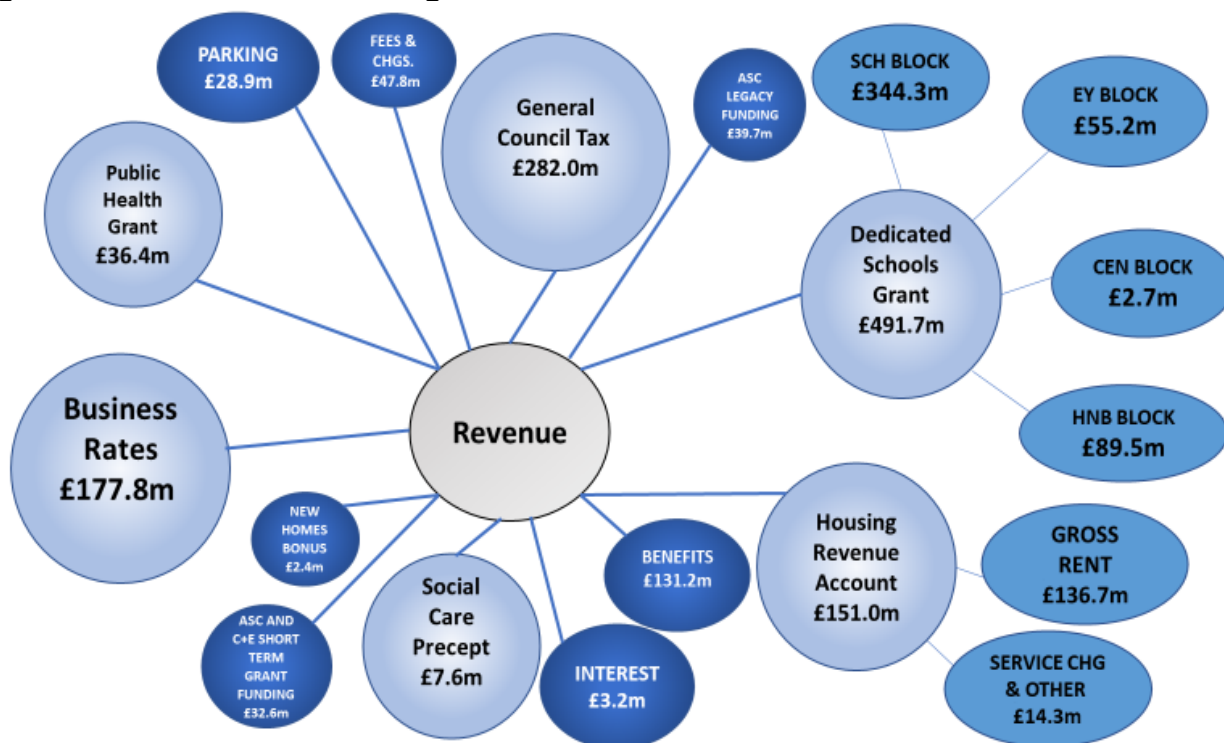 PARKING
£28.9m
FEES &
CHGS.
£47.8m
General
Council Tax
£282.0m
ASC
LEGACY
FUNDING
£39.7m
SCH BLOCK
£344.3m
EY BLOCK
£55.2m
Public
Health
Grant
£36.4m
Dedicated
Schools
Grant
£491.7m
CEN BLOCK
£2.7m
HNB BLOCK
£89.5m
Business
Rates
£177.8m
Revenue
NEW
HOMES
BONUS
£2.4m
Social
Care
Precept
£7.6m
BENEFITS
£131.2m
Housing
Revenue
Account
£151.0m
GROSS
RENT
£136.7m
ASC AND
C+E SHORT
TERM
GRANT
FUNDING
£32.6m
INTEREST
£3.2m
SERVICE CHG
& OTHER
£14.3m